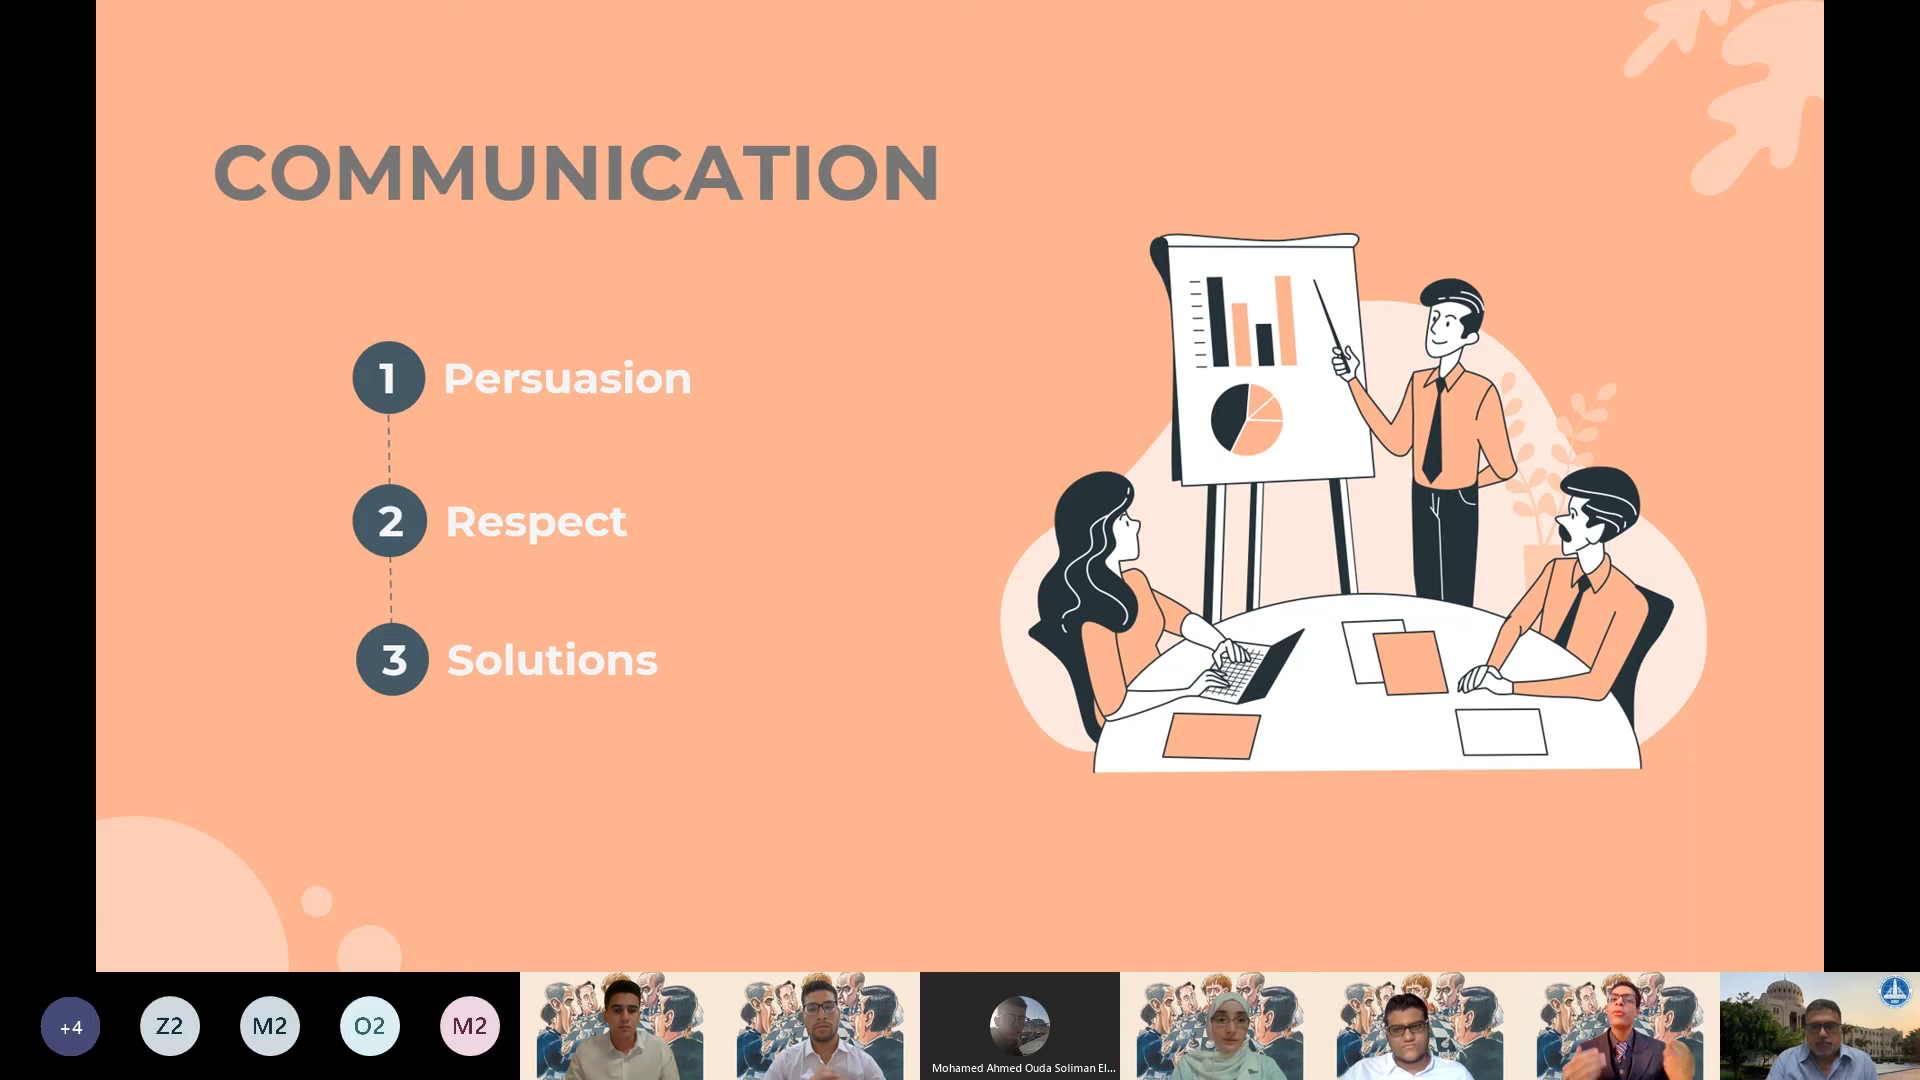 COMMUNICATION
1 Persuasion
2 Respect
3 Solutions
+4
Z2
M2
O2
M2
Mohamed Ahmed Ouda Soliman El...